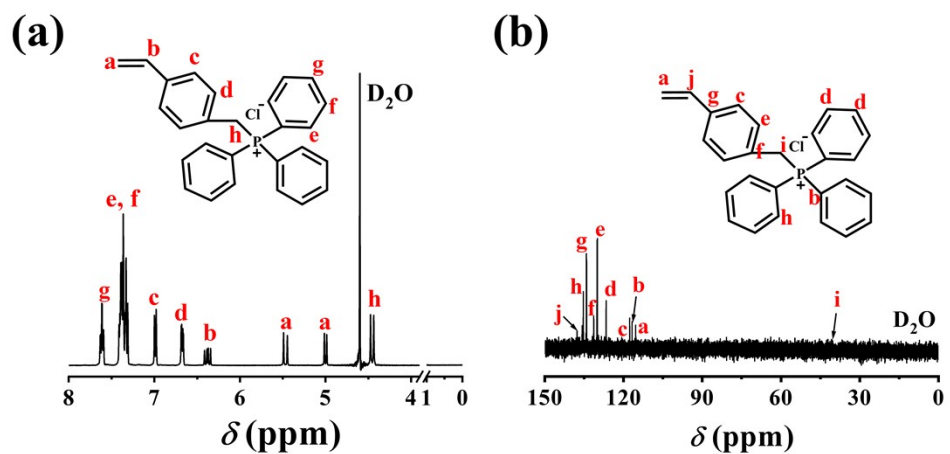 (a)
a
b
c
d
g
f
e
h
Cl⁻
P
+
D₂O
e, f
g
c
d
b
a
a
h
8 7 6 5 4 1 0
δ (ppm)
(b)
a
j
g
c
e
f
i
d
d
Cl⁻
P
+
b
h
g
e
h
j
f
d
c
b
a
i
D₂O
150 120 90 60 30 0
δ (ppm)